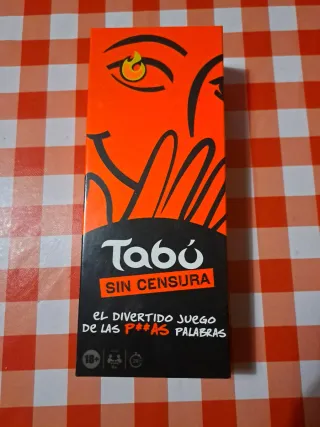 Tabú
SIN CENSURA
EL DIVERTIDO JUEGO
DE LAS P**AS PALABRAS
18+